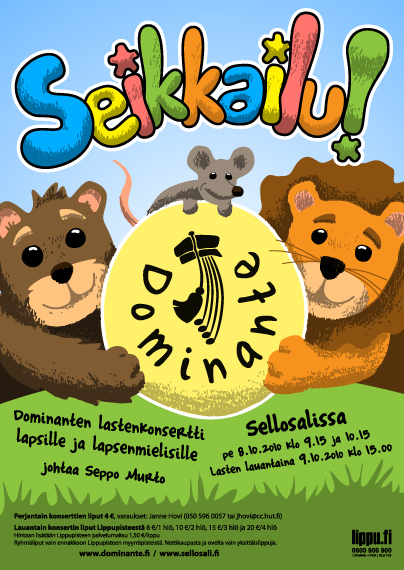 Seikkailu!
Dominante
Dominanten lastenkonsertti
lapsille ja lapsenmielisille
johtaa Seppo Murto
Sellosalissa
pe 8.10.2010 klo 9.15 ja 10.15
Lasten lauantaina 9.10.2010 klo 15.00
Perjantain konserttien liput 4 €, varaukset: Janne Hovi (050 596 0057 tai jhovi@cc.hut.fi)
Lauantain konsertin liput Lippupisteestä 6 €/1 hlö, 10 €/2 hlö, 15 €/3 hlö ja 20 €/4 hlö
Hintaan lisätään Lippupisteen palvelumaksu 1,50 €/lippu
Ryhmäliput vain ennakkoon Lippupisteen myyntipisteistä. Nettikaupasta ja ovelta vain yksittäislippuja.
www.dominante.fi / www.sellosali.fi
lippu.fi
0600 900 900